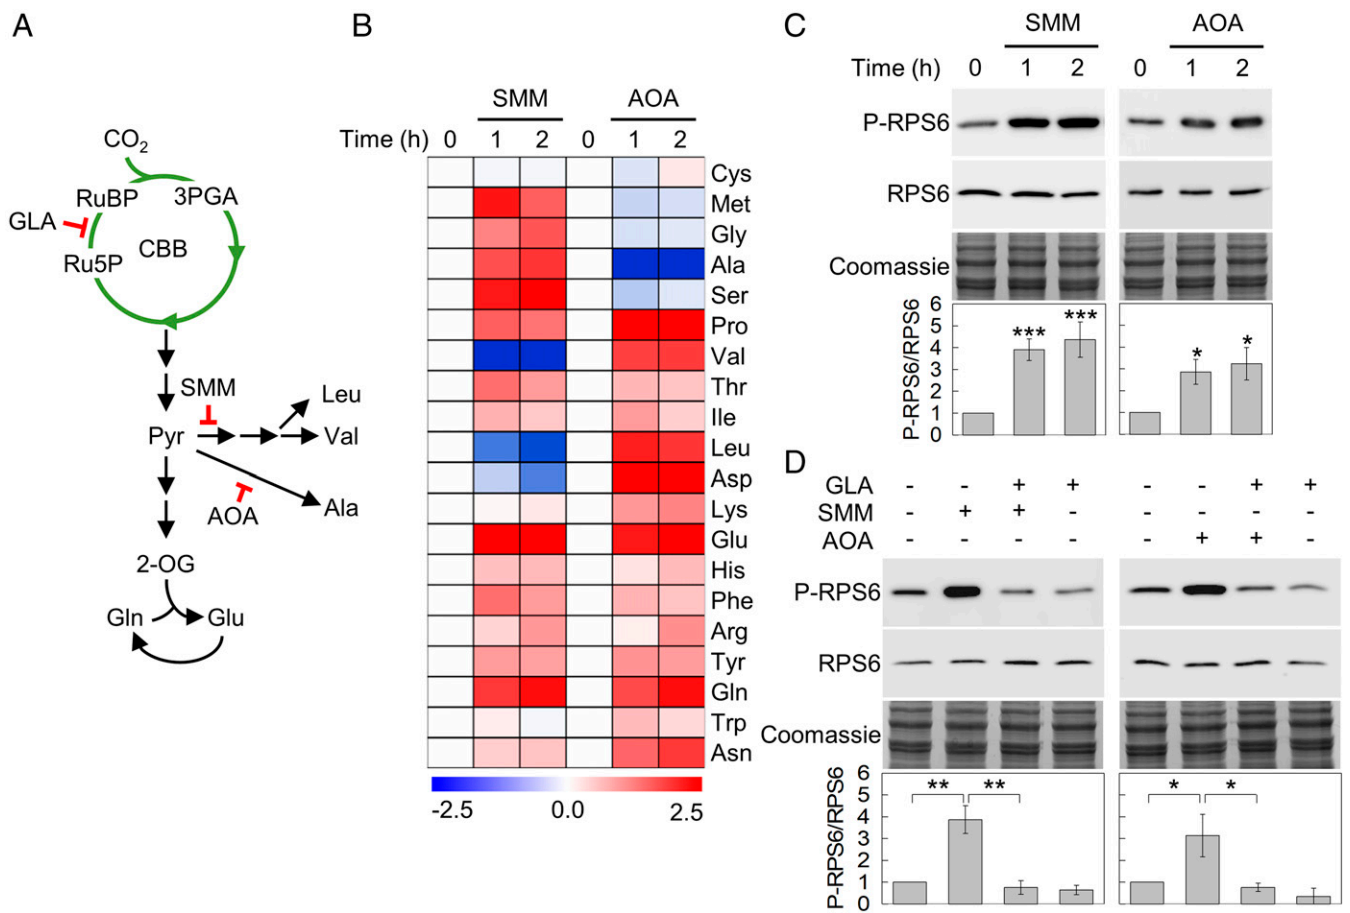 A
CO2
RuBP
3PGA
GLA
CBB
Ru5P
SMM
Leu
Pyr
Val
AOA
Ala
2-OG
Gln
Glu
B
SMM
AOA
Time (h)
0
1
2
0
1
2
Cys
Met
Gly
Ala
Ser
Pro
Val
Thr
Ile
Leu
Asp
Lys
Glu
His
Phe
Arg
Tyr
Gln
Trp
Asn
-2.5
0.0
2.5
C
SMM
AOA
Time (h)
0
1
2
0
1
2
P-RPS6
RPS6
Coomassie
P-RPS6/RPS6
6
5
4
3
2
1
0
***
***
*
*
D
GLA - - + + - - + +
SMM - + + - - - - -
AOA - - - - - + + -
P-RPS6
RPS6
Coomassie
P-RPS6/RPS6
6
5
4
3
2
1
0
**
**
*
*